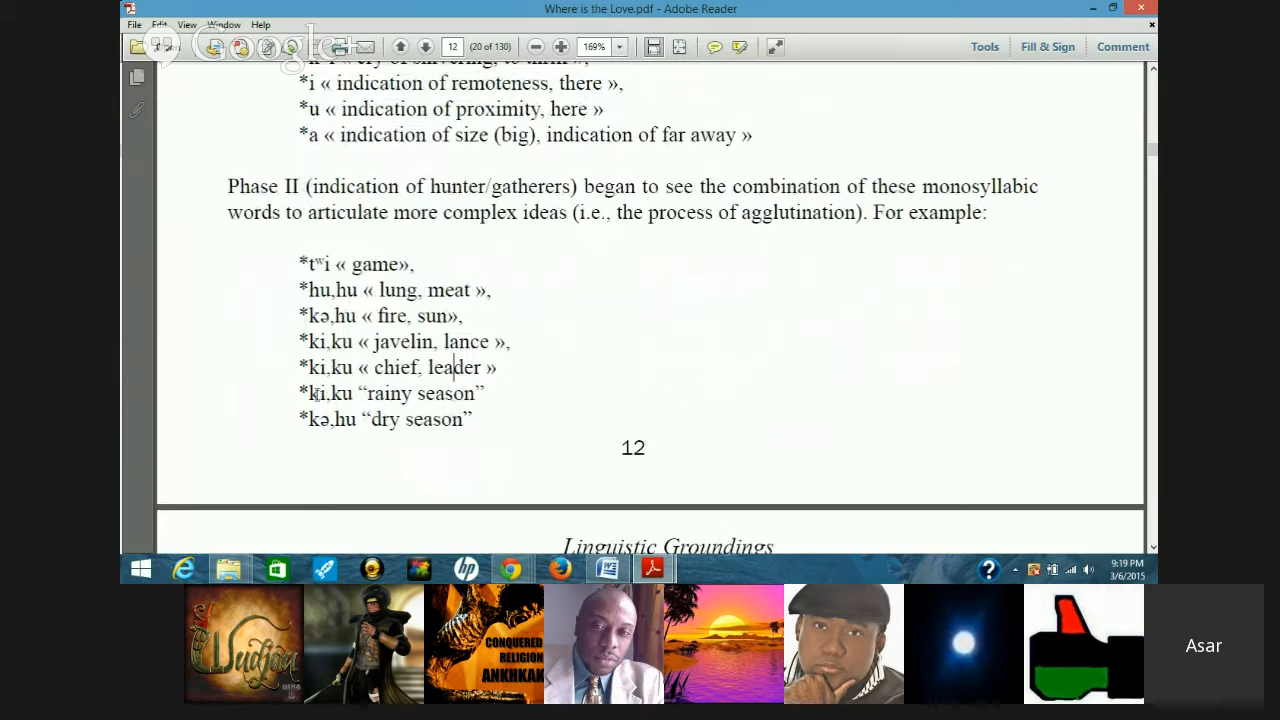 Where is the Love.pdf - Adobe Reader
File Edit View Window Help
Google+
12 (20 of 130) 169% Tools Fill & Sign Comment
*i « indication of remoteness, there »,
*u « indication of proximity, here »
*a « indication of size (big), indication of far away »
Phase II (indication of hunter/gatherers) began to see the combination of these monosyllabic
words to articulate more complex ideas (i.e., the process of agglutination). For example:
*tʷi « game»,
*hu,hu « lung, meat »,
*kə,hu « fire, sun»,
*ki,ku « javelin, lance »,
*ki,ku « chief, leader »
*ki,ku “rainy season”
*kə,hu “dry season”
12
Linguistic Groundings
9:19 PM
3/6/2015
CONQUERED
RELIGION
ANKHKAK
Asar